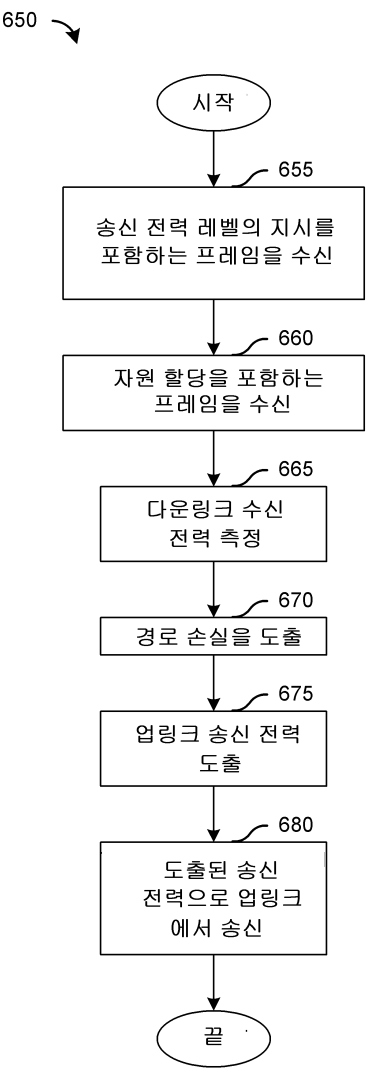 650
시작
655
송신 전력 레벨의 지시를
포함하는 프레임을 수신
660
자원 할당을 포함하는
프레임을 수신
665
다운링크 수신
전력 측정
670
경로 손실을 도출
675
업링크 송신 전력
도출
680
도출된 송신
전력으로 업링크
에서 송신
끝